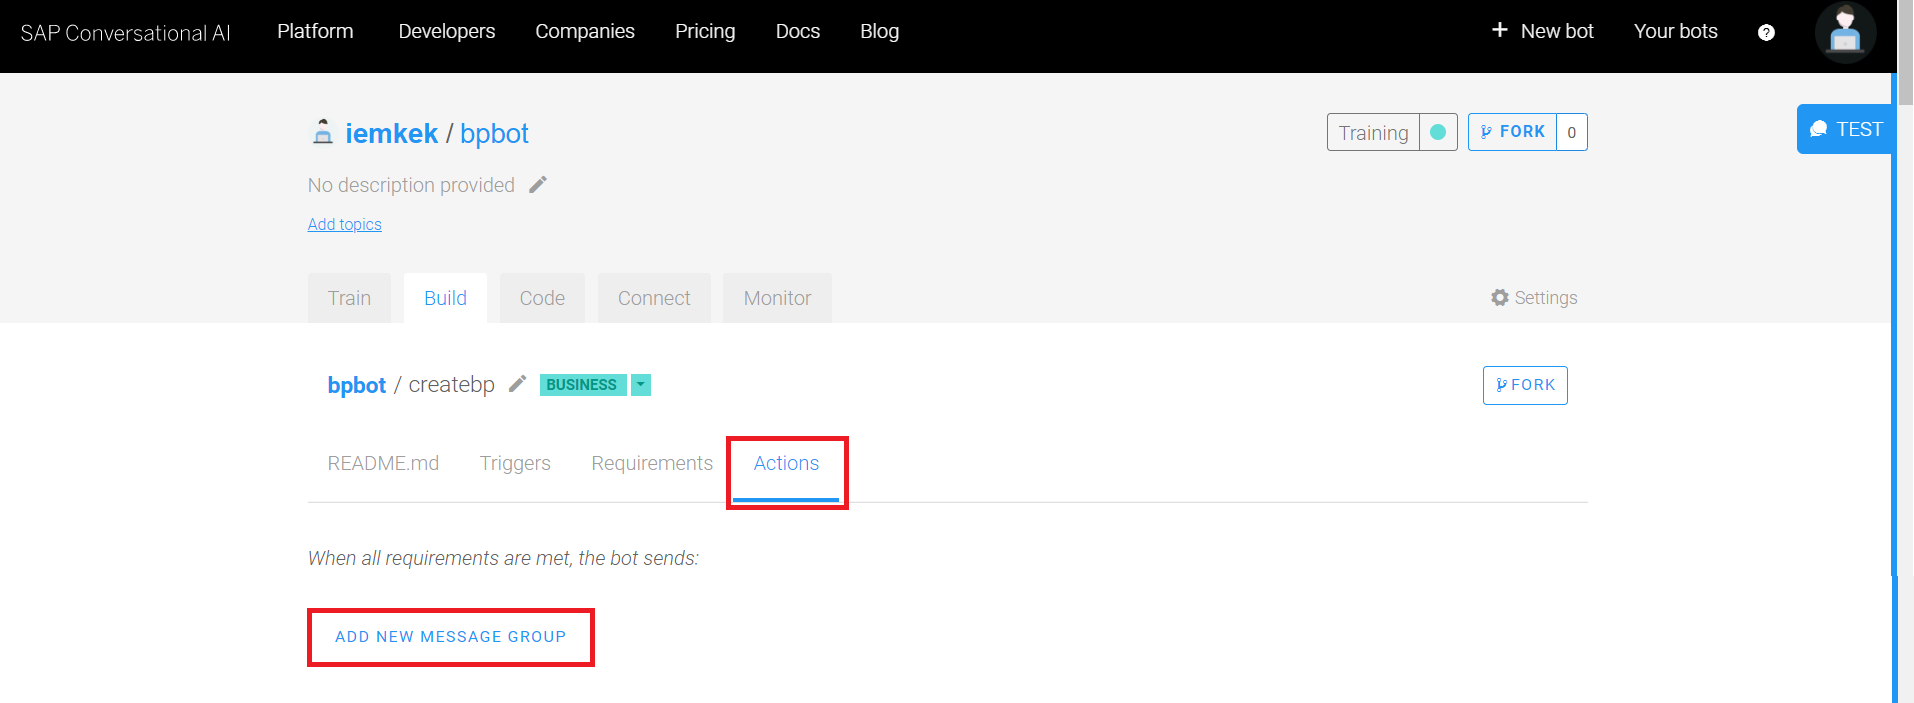 SAP Conversational AI Platform Developers Companies Pricing Docs Blog + New bot Your bots ?
iemkek / bpbot Training FORK 0 TEST
No description provided
Add topics
Train Build Code Connect Monitor Settings
bpbot / createbp BUSINESS FORK
README.md Triggers Requirements Actions
When all requirements are met, the bot sends:
ADD NEW MESSAGE GROUP